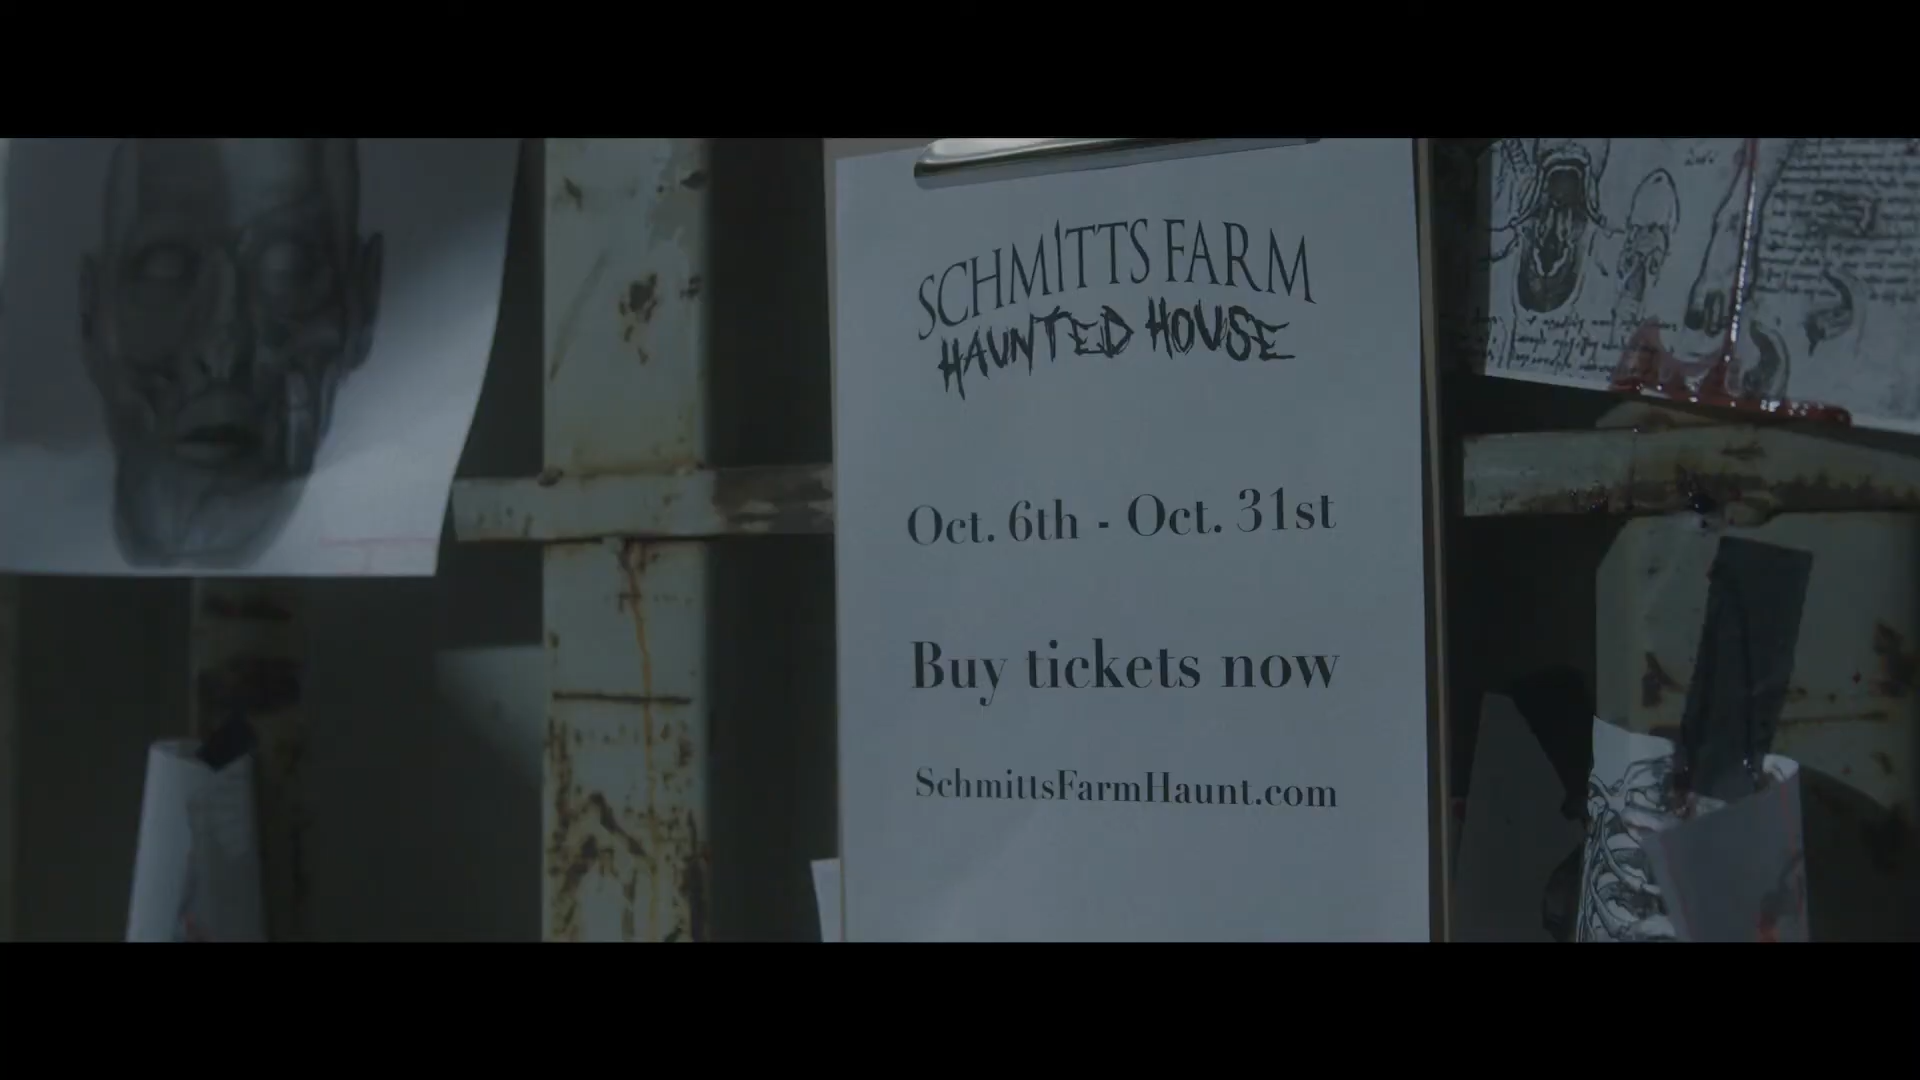 SCHMITTS FARM
HAUNTED HOUSE
Oct. 6th - Oct. 31st
Buy tickets now
SchmittsFarmHaunt.com